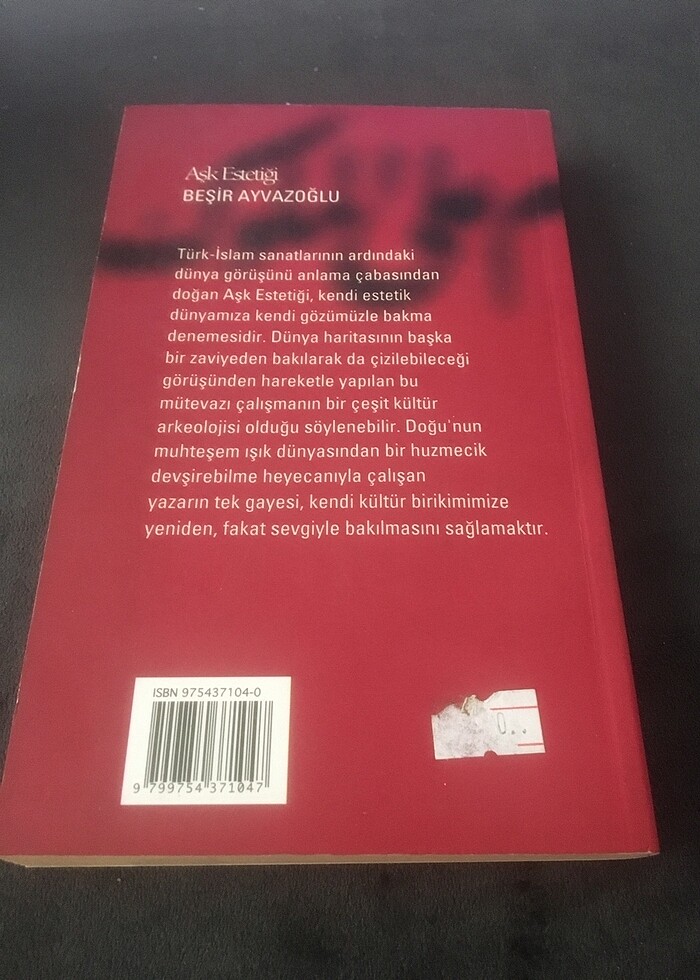 Aşk Estetiği
BEŞİR AYVAZOĞLU
Türk-İslam sanatlarının ardındaki
dünya görüşünü anlama çabasından
doğan Aşk Estetiği, kendi estetik
dünyamıza kendi gözümüzle bakma
denemesidir. Dünya haritasının başka
bir zaviyeden bakılarak da çizilebileceği
görüşünden hareketle yapılan bu
mütevazı çalışmanın bir çeşit kültür
arkeolojisi olduğu söylenebilir. Doğu'nun
muhteşem ışık dünyasından bir huzmecik
devşirebilme heyecanıyla çalışan
yazarın tek gayesi, kendi kültür birikimimize
yeniden, fakat sevgiyle bakılmasını sağlamaktır.
ISBN 975437104-0
9 799754 371047
0..